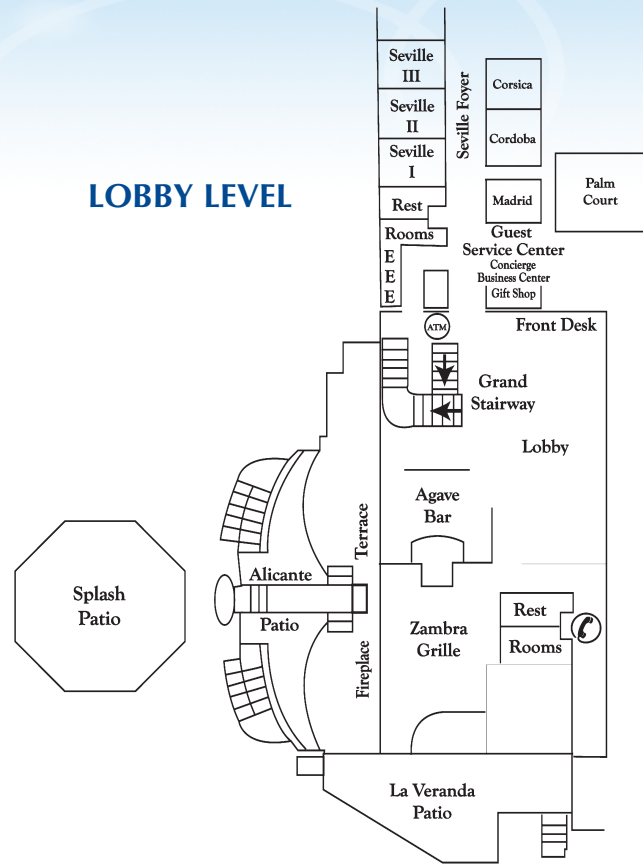 Seville
III
Seville
II
Seville
I
Seville Foyer
Corsica
Cordoba
Madrid
Palm
Court
LOBBY LEVEL
Rest
Rooms
E
E
E
Guest
Service Center
Concierge
Business Center
Gift Shop
ATM
Front Desk
Grand
Stairway
Lobby
Agave
Bar
Terrace
Fireplace
Alicante
Patio
Splash
Patio
Zambra
Grille
Rest
Rooms
La Veranda
Patio